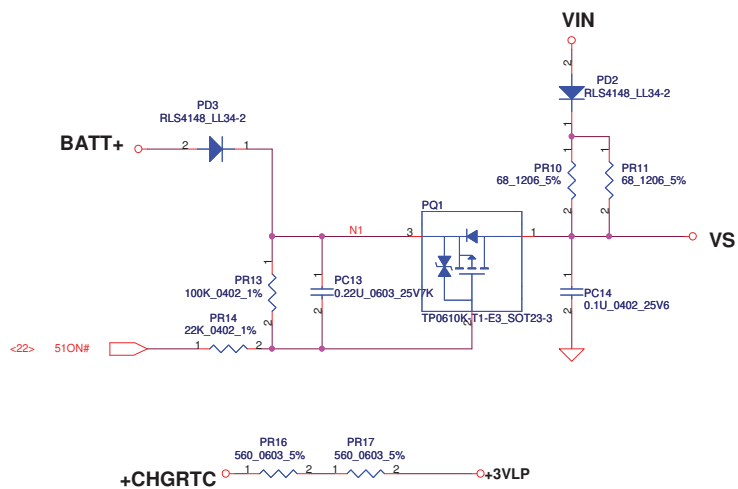 VIN
2
PD2
RLS4148_LL34-2
1
PD3
RLS4148_LL34-2
BATT+
2
1
1
1
PR10
68_1206_5%
PR11
68_1206_5%
2
2
PQ1
N1
3
1
VS
1
PR13
100K_0402_1%
2
1
PC13
0.22U_0603_25V7K
2
1
PC14
0.1U_0402_25V6
2
TP0610K-T1-E3_SOT23-3
2
PR14
22K_0402_1%
<22>
51ON#
1
2
PR16
560_0603_5%
PR17
560_0603_5%
+CHGRTC
1
2
1
2
+3VLP